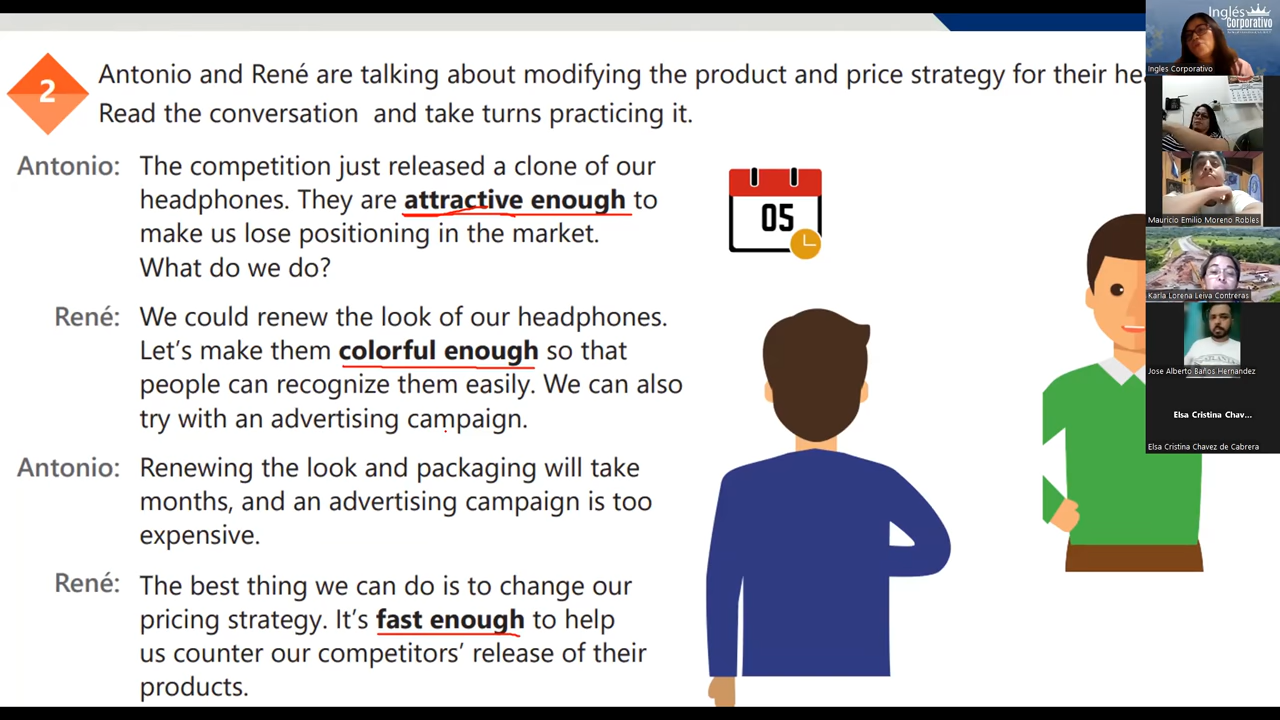 2
Antonio and René are talking about modifying the product and price strategy for their
Read the conversation and take turns practicing it.
Antonio: The competition just released a clone of our
headphones. They are attractive enough to
make us lose positioning in the market.
What do we do?
René: We could renew the look of our headphones.
Let's make them colorful enough so that
people can recognize them easily. We can also
try with an advertising campaign.
Antonio: Renewing the look and packaging will take
months, and an advertising campaign is too
expensive.
René: The best thing we can do is to change our
pricing strategy. It's fast enough to help
us counter our competitors' release of their
products.
05
Inglés
Corporativo
Ingles Corporativo
Mauricio Emilio Moreno Robles
Karla Lorena Leiva Contreras
Jose Alberto Baños Hernandez
Elsa Cristina Chav...
Elsa Cristina Chavez de Cabrera